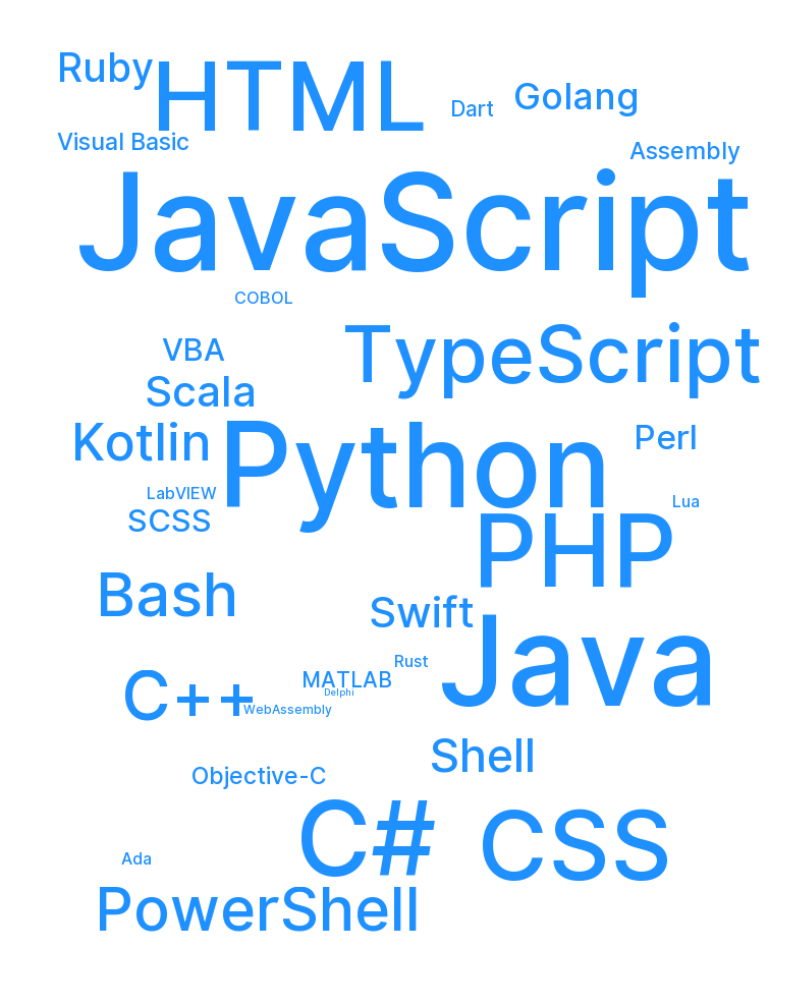 Ruby
HTML
Dart
Golang
Visual Basic
Assembly
JavaScript
COBOL
TypeScript
VBA
Scala
Kotlin
Python
Perl
LabVIEW
Lua
SCSS
PHP
Bash
Swift
Java
Rust
MATLAB
Delphi
C++
WebAssembly
Shell
Objective-C
C#
CSS
Ada
PowerShell